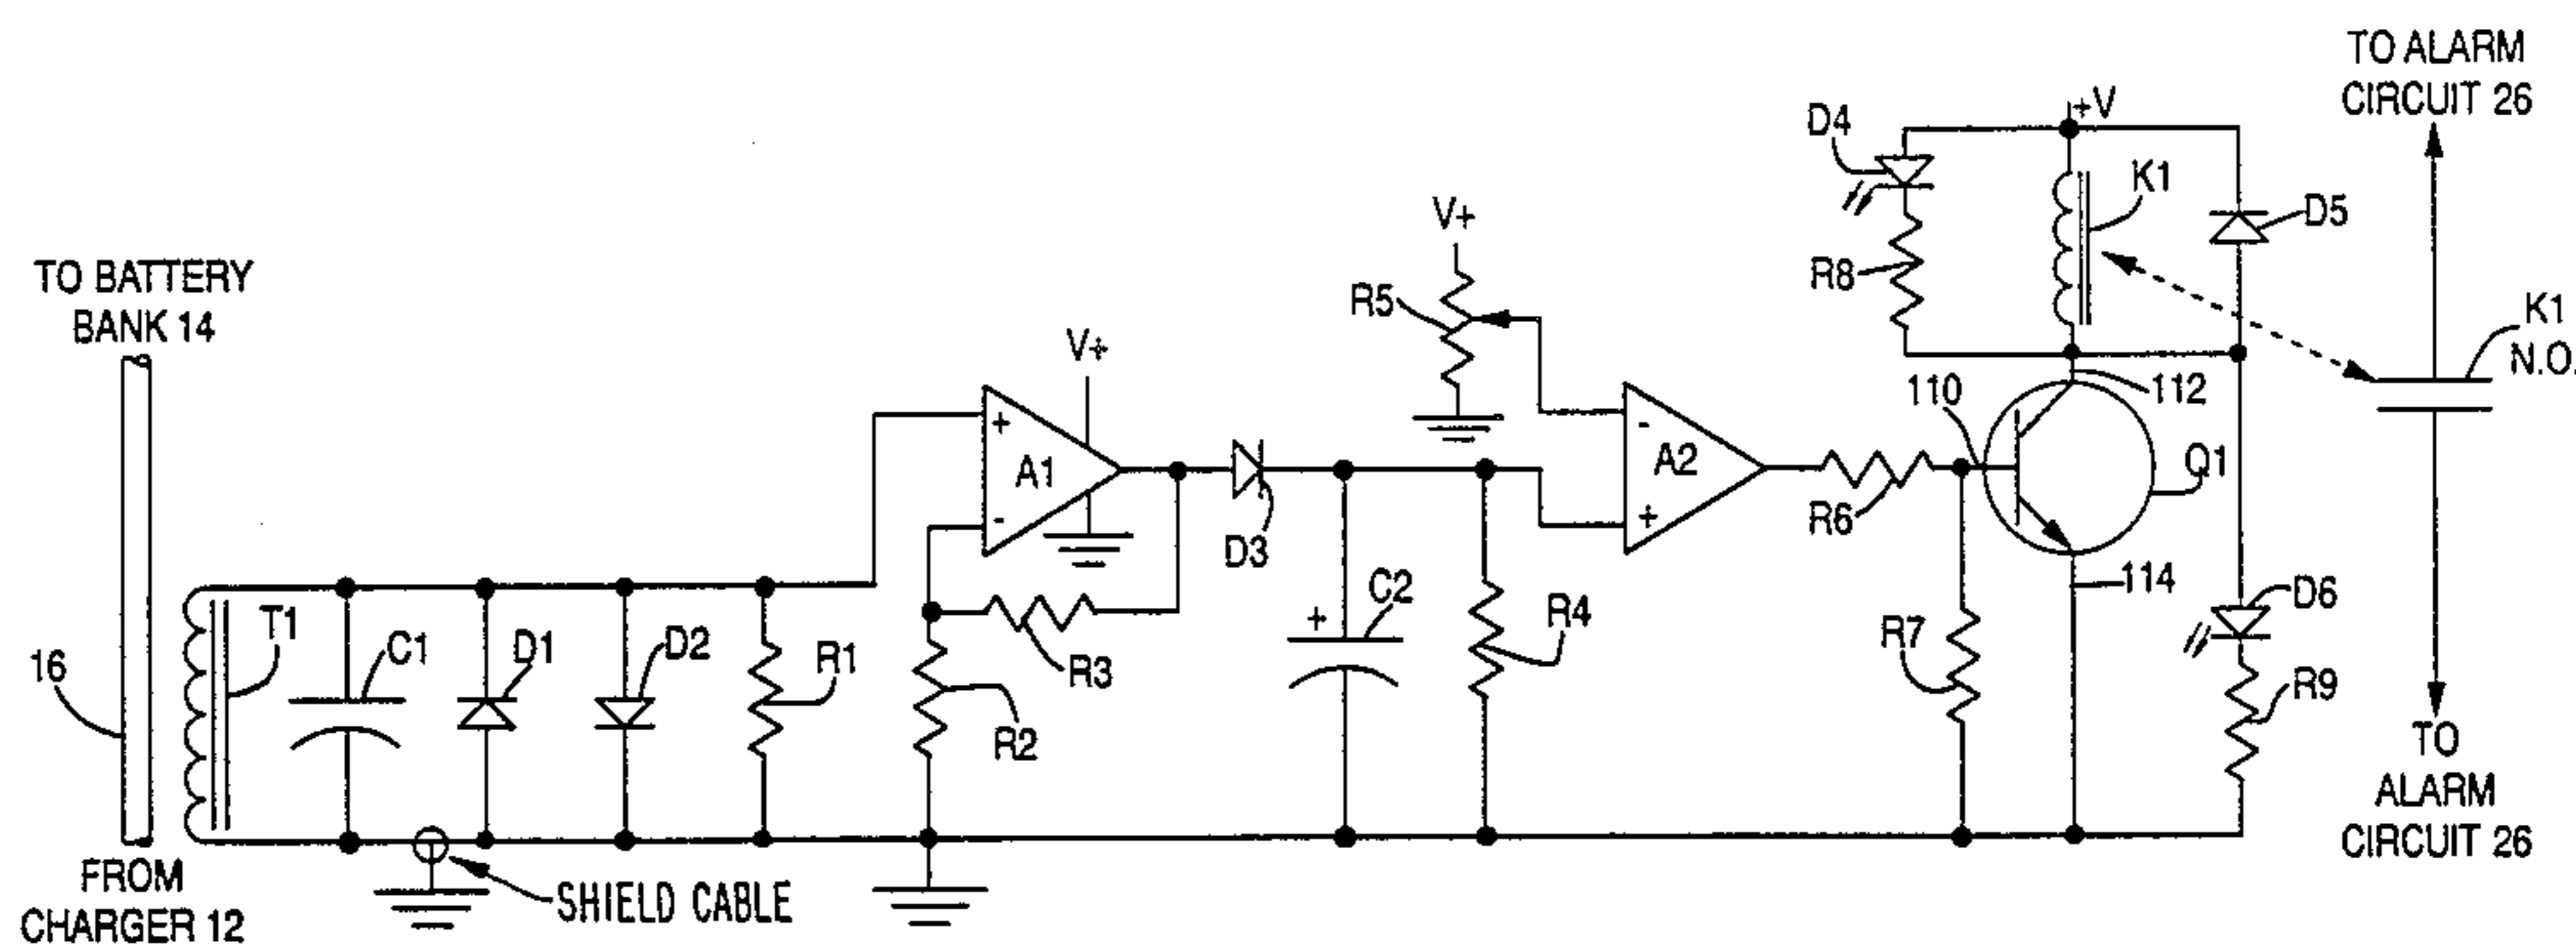 TO ALARM
CIRCUIT 26
+V
D4
K1
V+
D5
R8
TO BATTERY
BANK 14
R5
K1
N.O.
V+
110
112
+
-
A1
A2
Q1
-
+
D3
R6
114
T1
C1
D1
D2
R1
R3
+
C2
R4
R7
D6
16
R2
R9
TO
ALARM
CIRCUIT 26
FROM
CHARGER 12
SHIELD CABLE